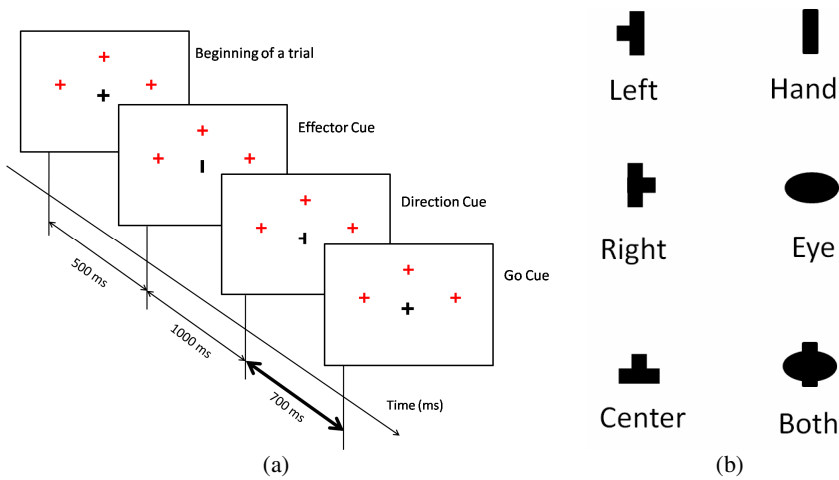 Beginning of a trial
Effector Cue
Direction Cue
Go Cue
500 ms
1000 ms
700 ms
Time (ms)
(a)
Left
Hand
Right
Eye
Center
Both
(b)